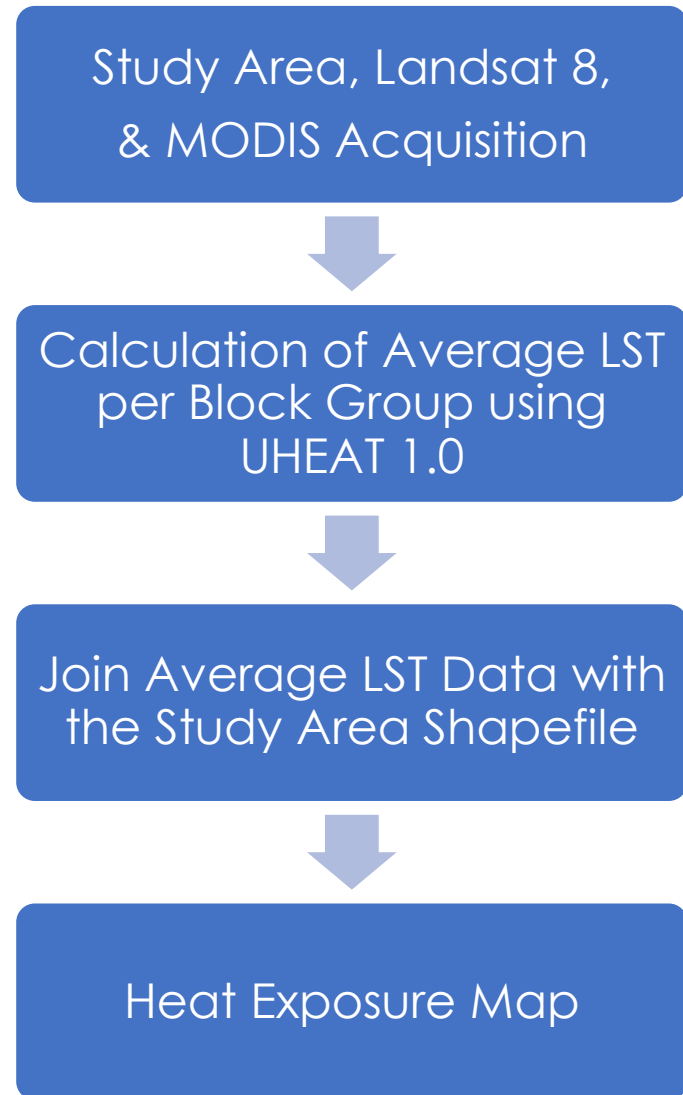 Study Area, Landsat 8,
& MODIS Acquisition
Calculation of Average LST
per Block Group using
UHEAT 1.0
Join Average LST Data with
the Study Area Shapefile
Heat Exposure Map